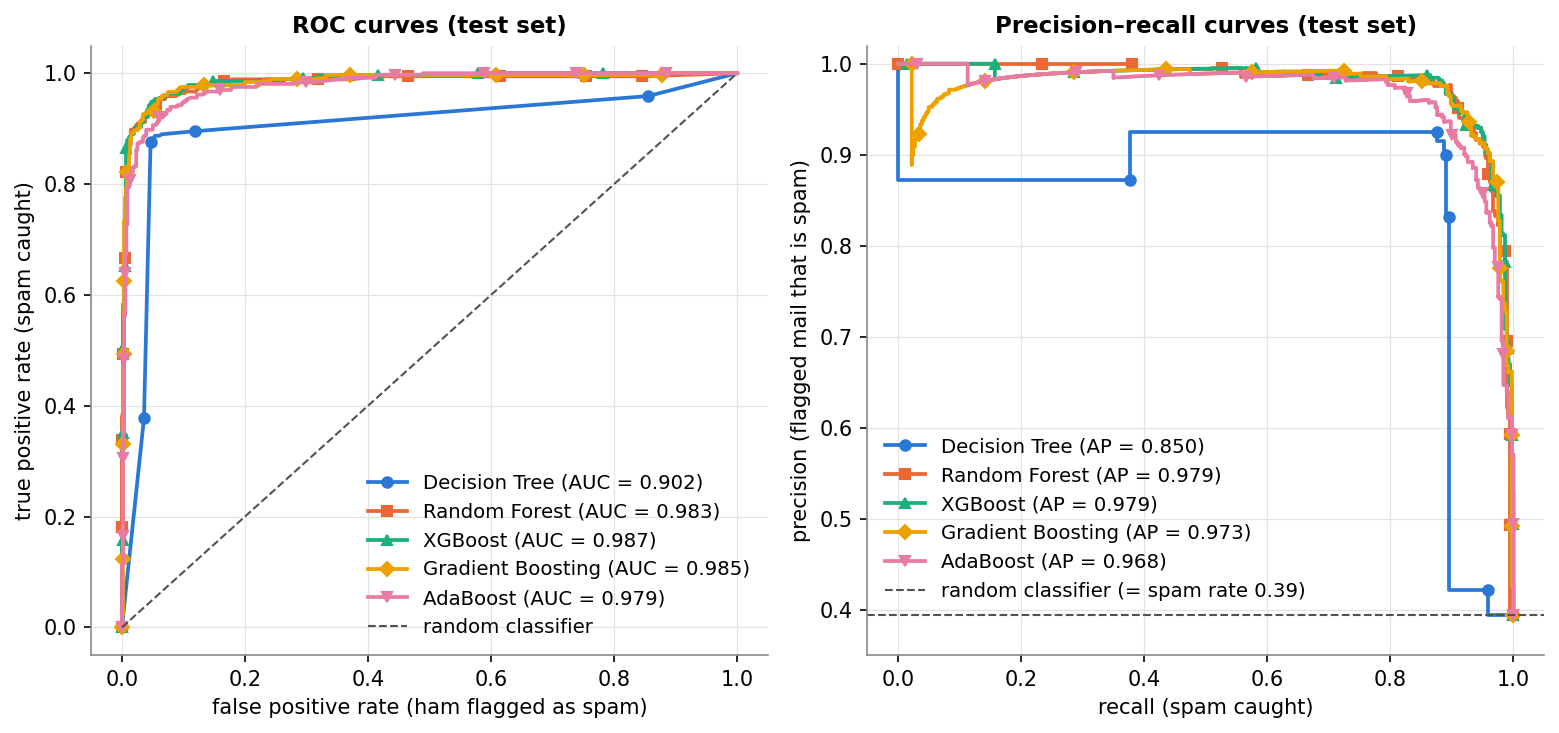 ROC curves (test set)
true positive rate (spam caught)
1.0
0.8
0.6
0.4
0.2
0.0
Decision Tree (AUC = 0.902)
Random Forest (AUC = 0.983)
XGBoost (AUC = 0.987)
Gradient Boosting (AUC = 0.985)
AdaBoost (AUC = 0.979)
random classifier
0.0 0.2 0.4 0.6 0.8 1.0
false positive rate (ham flagged as spam)
Precision–recall curves (test set)
precision (flagged mail that is spam)
1.0
0.9
0.8
0.7
0.6
0.5
0.4
Decision Tree (AP = 0.850)
Random Forest (AP = 0.979)
XGBoost (AP = 0.979)
Gradient Boosting (AP = 0.973)
AdaBoost (AP = 0.968)
random classifier (= spam rate 0.39)
0.0 0.2 0.4 0.6 0.8 1.0
recall (spam caught)